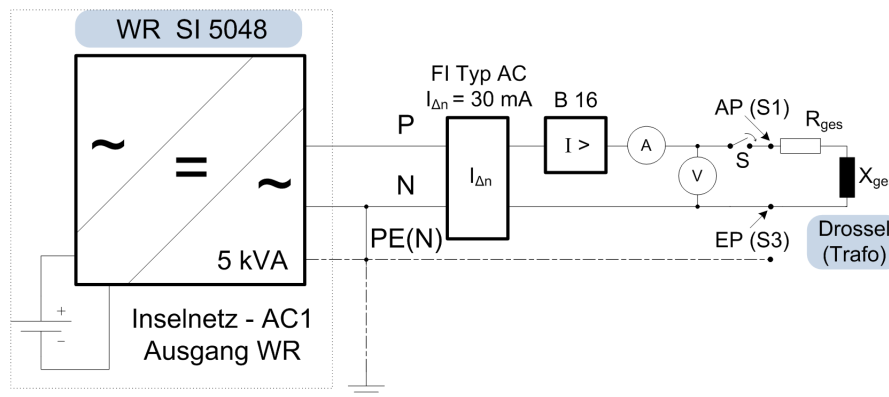 WR SI 5048
FI Typ AC
IΔn = 30 mA
B 16
P
N
PE(N)
IΔn
I >
A
V
S
AP (S1)
Rges
Xge
EP (S3)
Drossel
(Trafo)
~
=
~
5 kVA
+
–
Inselnetz - AC1
Ausgang WR